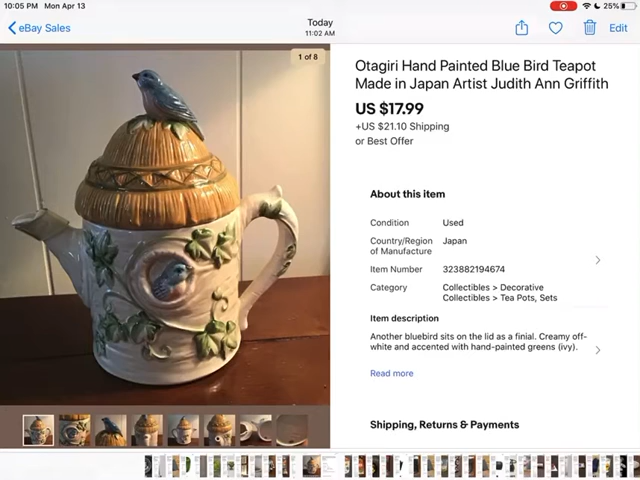 10:05 PM Mon Apr 13
25%
eBay Sales
Today
11:02 AM
Edit
1 of 8
Otagiri Hand Painted Blue Bird Teapot
Made in Japan Artist Judith Ann Griffith
US $17.99
+US $21.10 Shipping
or Best Offer
About this item
Condition Used
Country/Region Japan
of Manufacture
Item Number 323882194674
Category Collectibles > Decorative
Collectibles > Tea Pots, Sets
Item description
Another bluebird sits on the lid as a finial. Creamy off-
white and accented with hand-painted greens (ivy).
Read more
Shipping, Returns & Payments